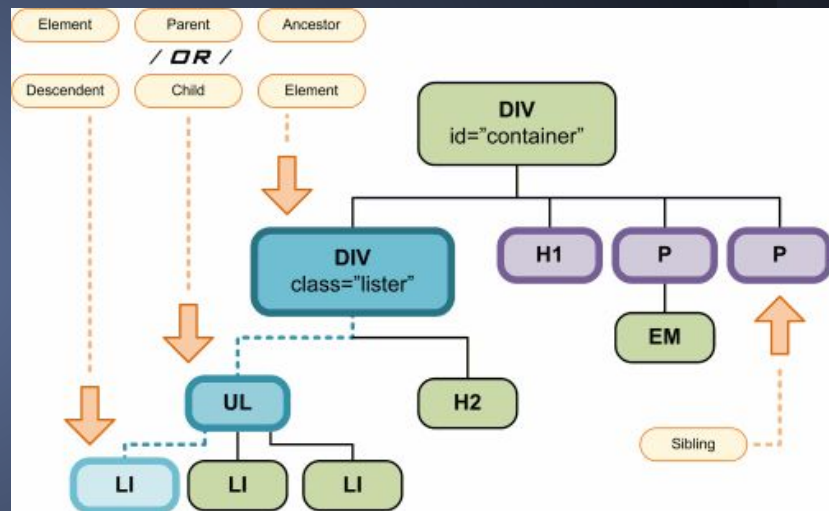 Element
Parent
Ancestor
/ OR /
Descendent
Child
Element
DIV
id="container"
DIV
class="lister"
H1
P
P
EM
UL
H2
Sibling
LI
LI
LI